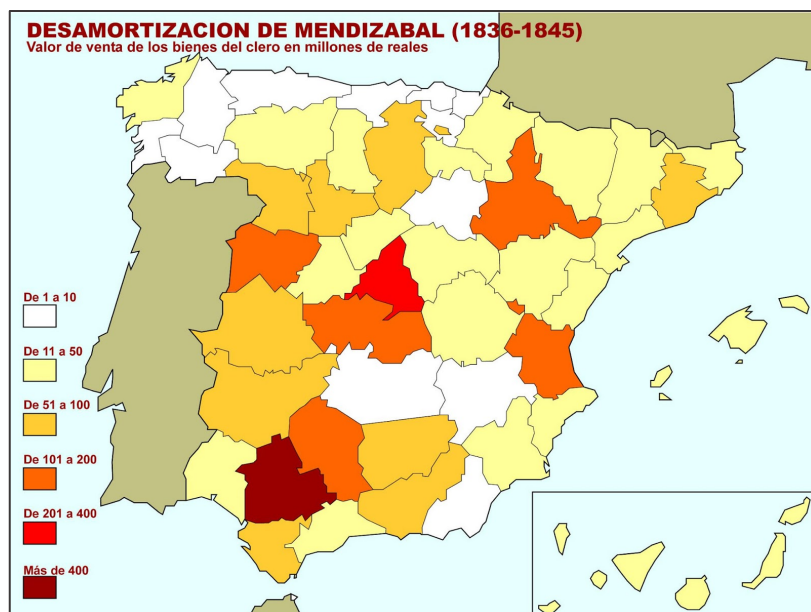 DESAMORTIZACION DE MENDIZABAL (1836-1845)
Valor de venta de los bienes del clero en millones de reales
De 1 a 10
De 11 a 50
De 51 a 100
De 101 a 200
De 201 a 400
Más de 400